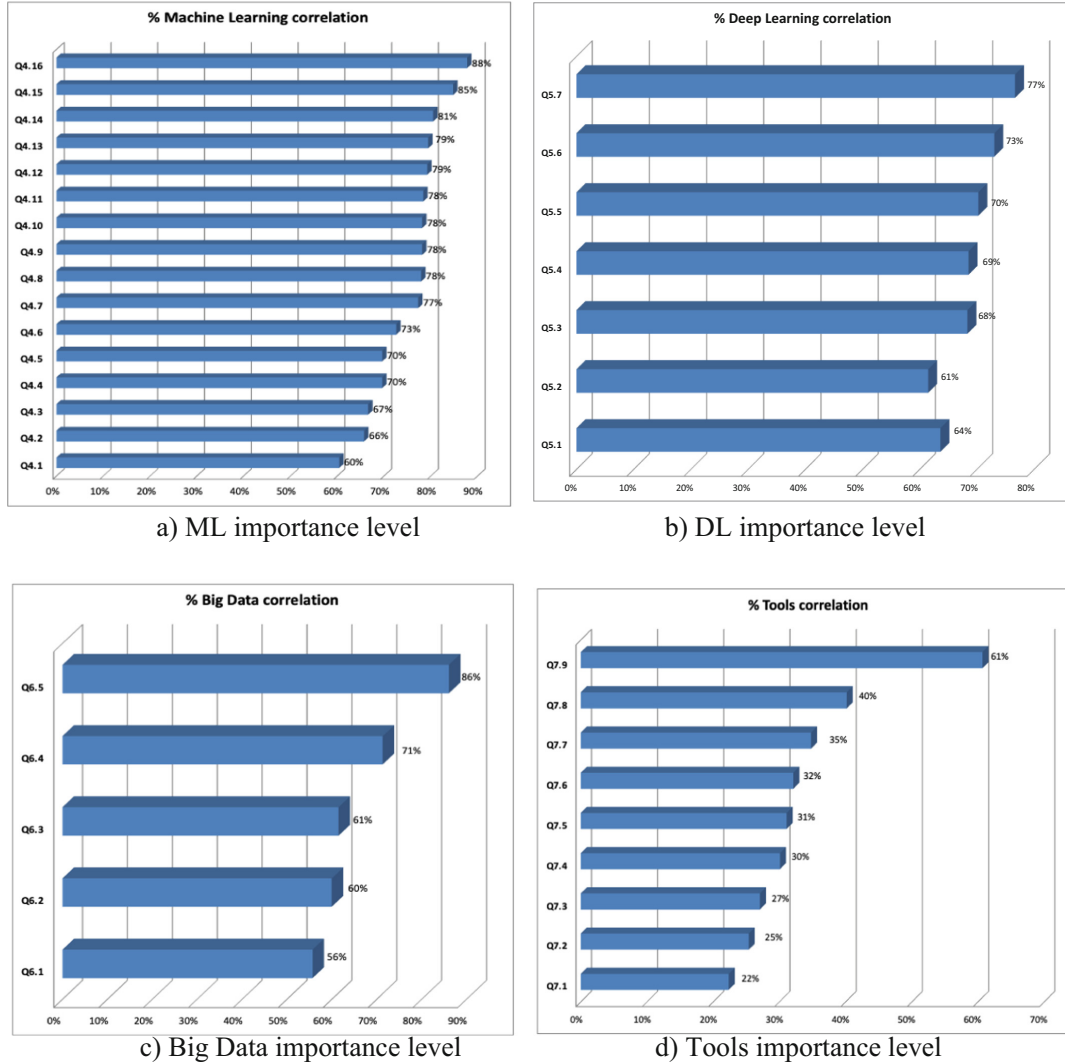 % Machine Learning correlation
Q4.16 88%
Q4.15 85%
Q4.14 81%
Q4.13 79%
Q4.12 79%
Q4.11 78%
Q4.10 78%
Q4.9 78%
Q4.8 78%
Q4.7 77%
Q4.6 73%
Q4.5 70%
Q4.4 70%
Q4.3 67%
Q4.2 66%
Q4.1 60%
0% 10% 20% 30% 40% 50% 60% 70% 80% 90%
a) ML importance level
% Deep Learning correlation
Q5.7 77%
Q5.6 73%
Q5.5 70%
Q5.4 69%
Q5.3 68%
Q5.2 61%
Q5.1 64%
0% 10% 20% 30% 40% 50% 60% 70% 80%
b) DL importance level
% Big Data correlation
Q6.5 86%
Q6.4 71%
Q6.3 61%
Q6.2 60%
Q6.1 56%
0% 10% 20% 30% 40% 50% 60% 70% 80% 90%
c) Big Data importance level
% Tools correlation
Q7.9 61%
Q7.8 40%
Q7.7 35%
Q7.6 32%
Q7.5 31%
Q7.4 30%
Q7.3 27%
Q7.2 25%
Q7.1 22%
0% 10% 20% 30% 40% 50% 60% 70%
d) Tools importance level